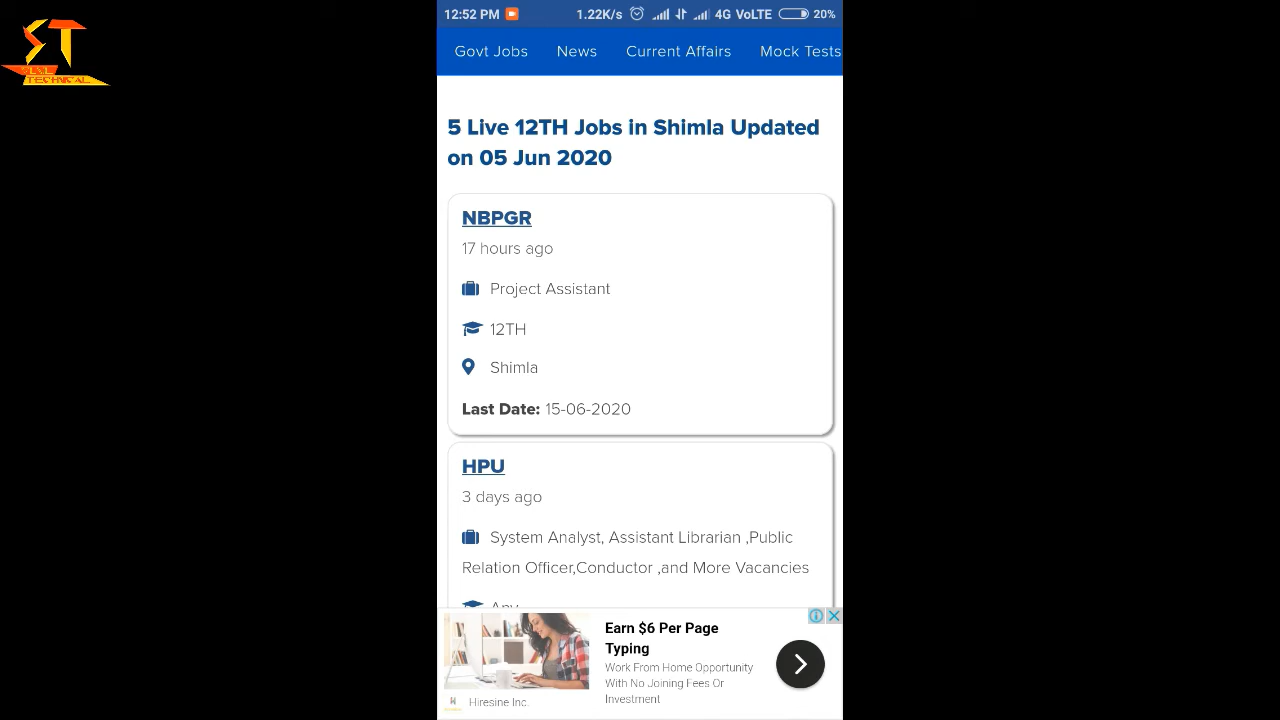 ST
TECHNICAL
12:52 PM 1.22K/s 4G VoLTE 20%
Govt Jobs News Current Affairs Mock Tests
5 Live 12TH Jobs in Shimla Updated
on 05 Jun 2020
NBPGR
17 hours ago
Project Assistant
12TH
Shimla
Last Date: 15-06-2020
HPU
3 days ago
System Analyst, Assistant Librarian ,Public
Relation Officer,Conductor ,and More Vacancies
Any
Earn $6 Per Page
Typing
Work From Home Opportunity
With No Joining Fees Or
Investment
Hiresine Inc.